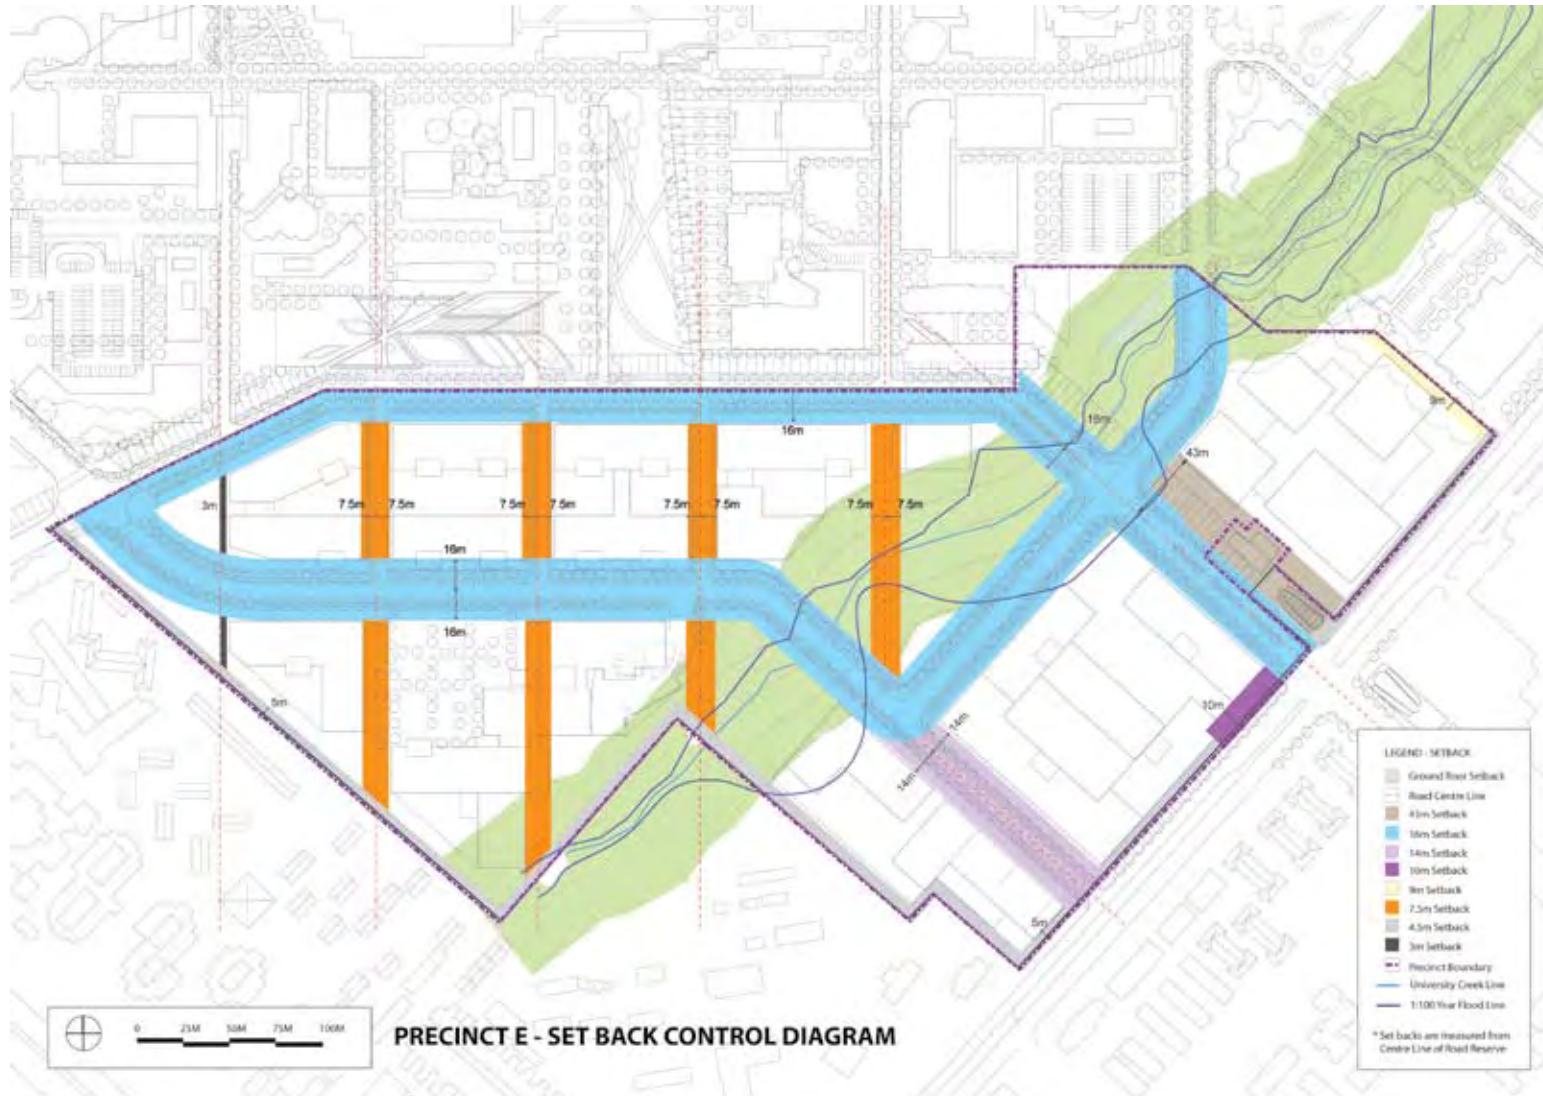 9m
16m
16m
43m
3m
7.5m 7.5m 7.5m 7.5m 7.5m 7.5m 7.5m 7.5m
16m
16m
5m
10m
14m
14m
5m
LEGEND - SETBACK
Ground floor Setback
Road Centre Line
43m Setback
16m Setback
14m Setback
10m Setback
9m Setback
7.5m Setback
4.5m Setback
3m Setback
Precinct Boundary
University Creek Line
1:100 Year Flood Line
* Set backs are measured from
Centre Line of Road Reserve
0 25M 50M 75M 100M
PRECINCT E - SET BACK CONTROL DIAGRAM